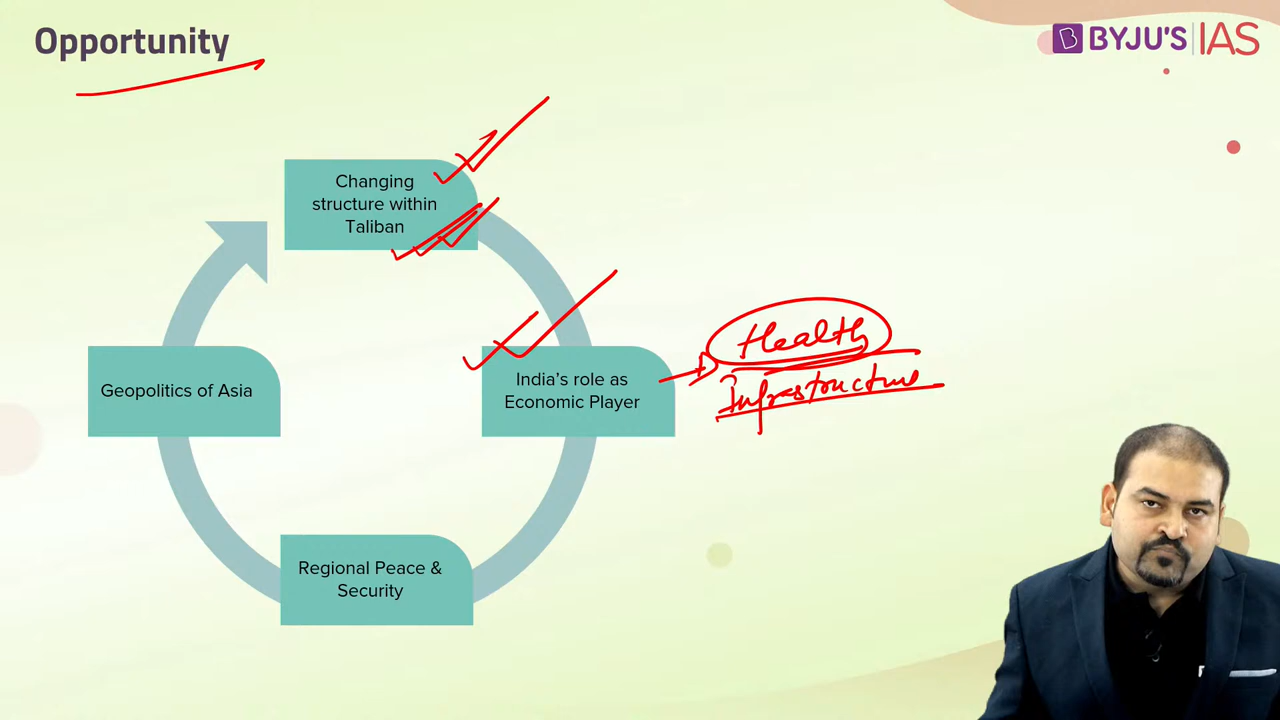 Opportunity
BYJU'S IAS
Changing
structure within
Taliban
India's role as
Economic Player
Health
Infrastructure
Geopolitics of Asia
Regional Peace &
Security